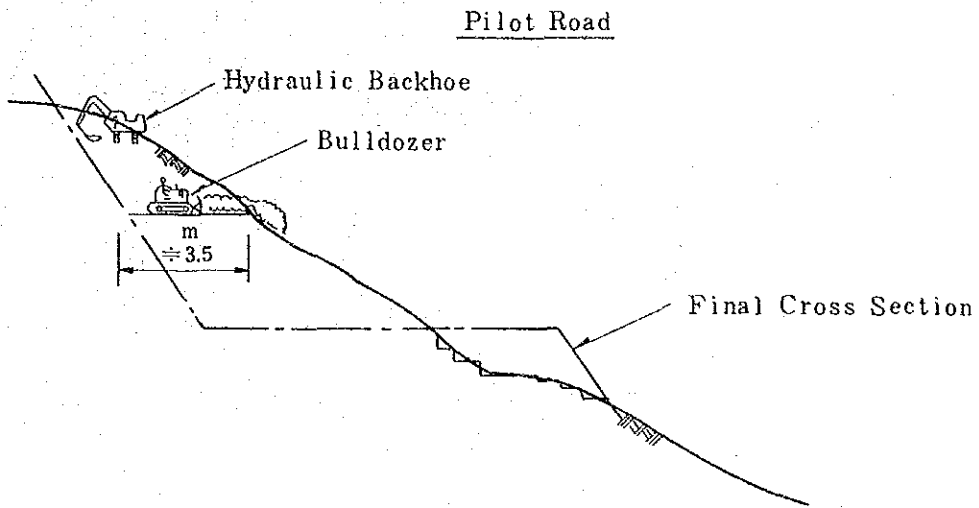 Pilot Road
Hydraulic Backhoe
Bulldozer
m
≑3.5
Final Cross Section